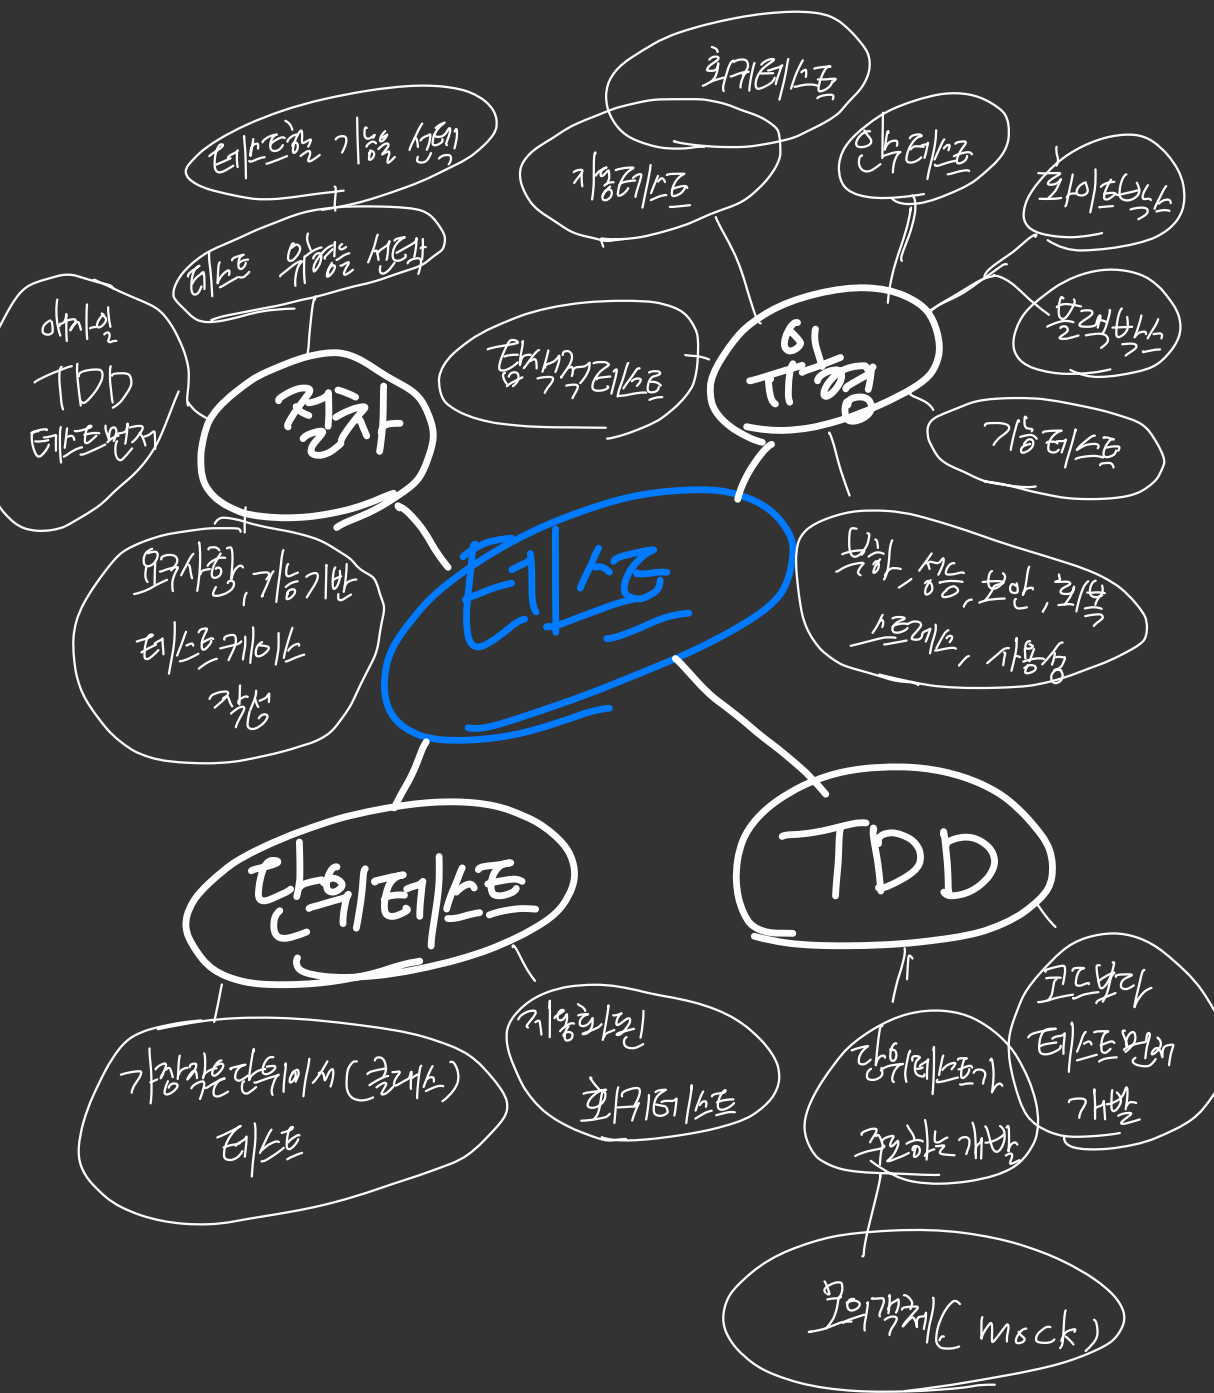 회귀테스트
자동테스트
인수테스트
화이트박스
블랙박스
테스트할 기능을 선택
테스트 유형을 선택
애자일
TDD
테스트먼저
절차
탐색적테스트
유형
기능테스트
요구사항, 기능기반
테스트케이스
작성
테스트
부하, 성능, 보안, 회복
스트레스, 사용성
단위테스트
TDD
가장작은단위에서(클래스)
테스트
자동화된
회귀테스트
코드보다
테스트먼저
개발
단위테스트가
주도하는개발
모의객체(mock)